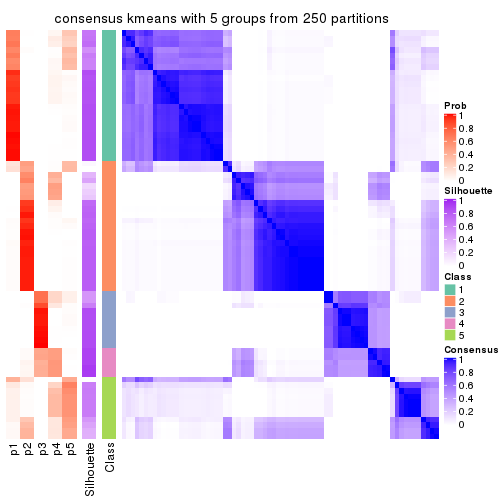 consensus kmeans with 5 groups from 250 partitions
Prob
1
0.8
0.6
0.4
0.2
0
Silhouette
1
0.8
0.6
0.4
0.2
0
Class
1
2
3
4
5
Consensus
1
0.8
0.6
0.4
0.2
0
p1
p2
p3
p4
p5
Silhouette
Class